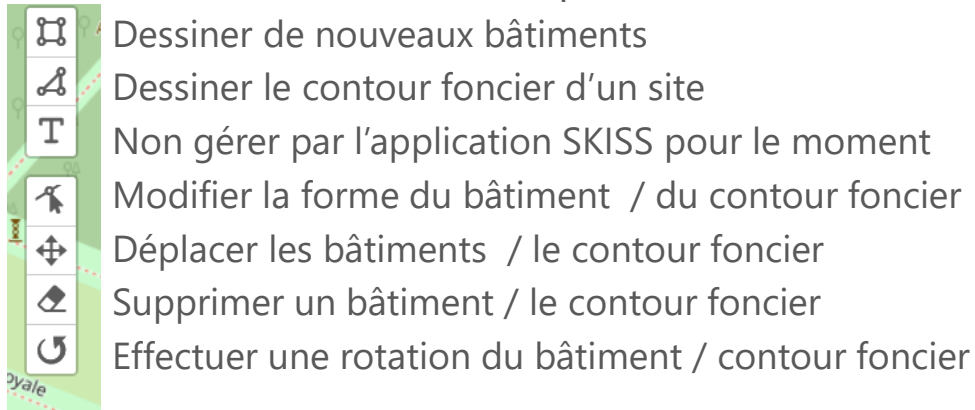 Dessiner de nouveaux bâtiments
Dessiner le contour foncier d'un site
T Non gérer par l'application SKISS pour le moment
Modifier la forme du bâtiment / du contour foncier
Déplacer les bâtiments / le contour foncier
Supprimer un bâtiment / le contour foncier
Effectuer une rotation du bâtiment / contour foncier
oyale